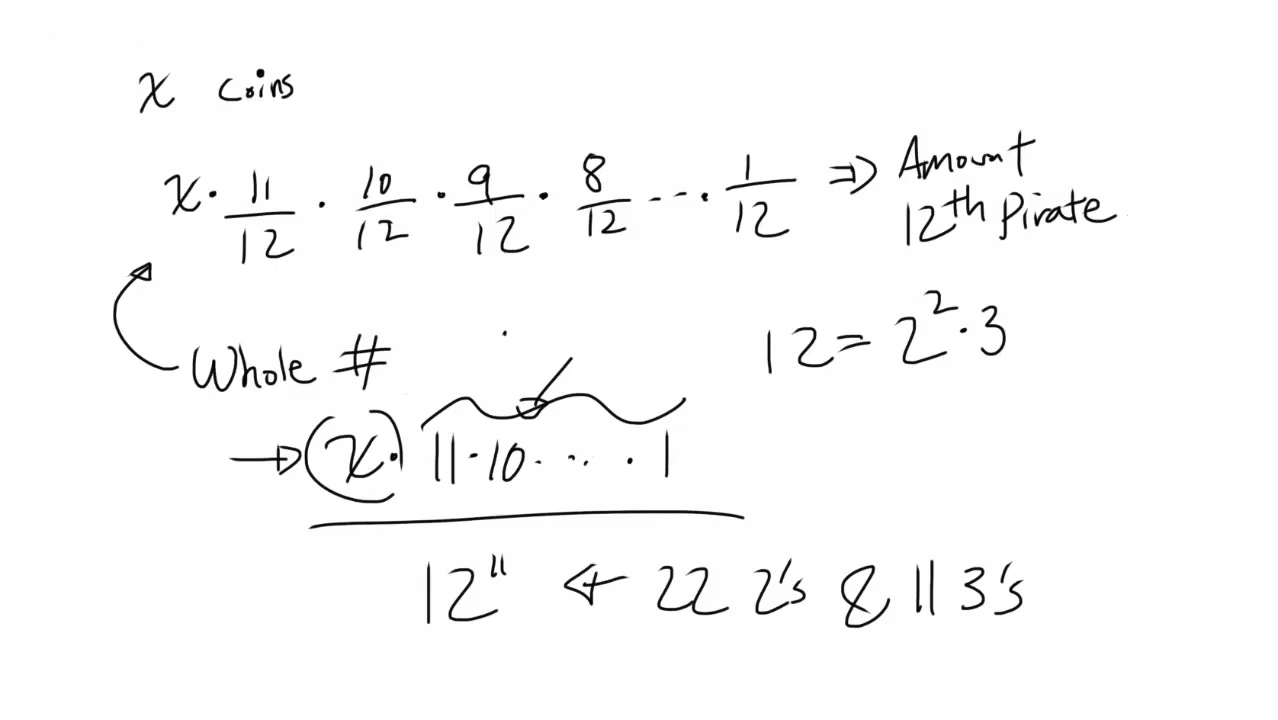 x coins
x · 11/12 · 10/12 · 9/12 · 8/12 ... · 1/12 ⇒ Amount 12th Pirate
12 = 2² · 3
Whole #
→ (x ·) 11 · 10 · ... · 1
12¹¹ ← 22 2's & 11 3's